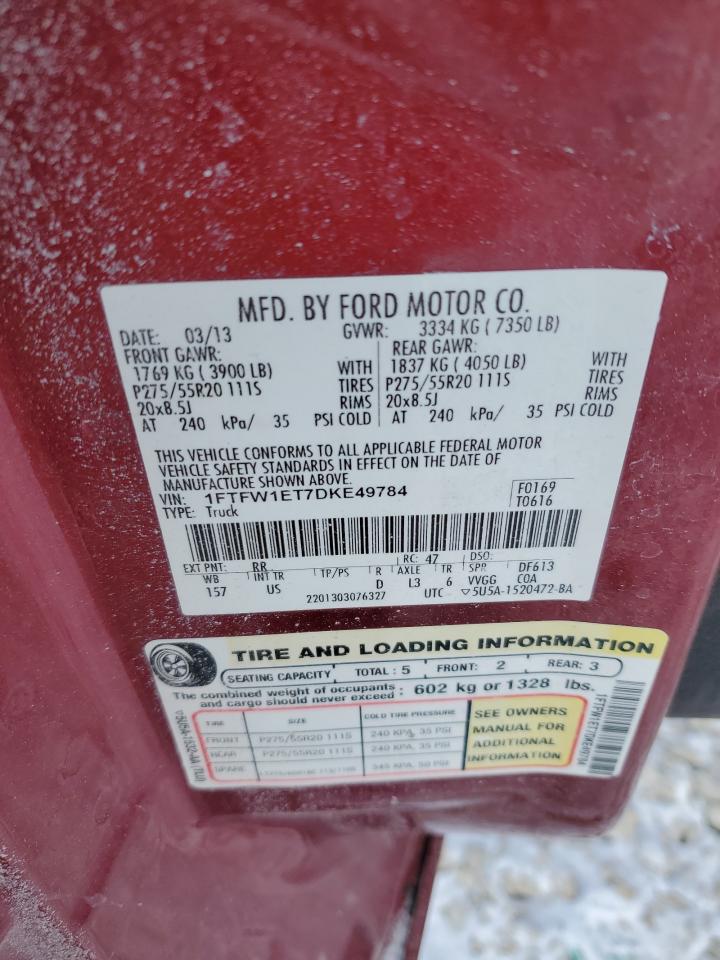 MFD. BY FORD MOTOR CO.
DATE: 03/13 GVWR: 3334 KG ( 7350 LB)
FRONT GAWR: REAR GAWR:
1769 KG ( 3900 LB) WITH 1837 KG ( 4050 LB) WITH
P275/55R20 111S TIRES P275/55R20 111S TIRES
20x8.5J RIMS 20x8.5J RIMS
AT 240 kPa/ 35 PSI COLD AT 240 kPa/ 35 PSI COLD
THIS VEHICLE CONFORMS TO ALL APPLICABLE FEDERAL MOTOR
VEHICLE SAFETY STANDARDS IN EFFECT ON THE DATE OF
MANUFACTURE SHOWN ABOVE.
VIN: 1FTFW1ET7DKE49784 F0169
TYPE: Truck T0616
EXT PNT: RR RC: 47 DSO:
WB INT TR TP/PS R AXLE TR SPR DF613
157 US D L3 6 VVGG COA
2201303076327 UTC ▽5U5A-1520472-BA
TIRE AND LOADING INFORMATION
SEATING CAPACITY TOTAL : 5 FRONT: 2 REAR: 3
The combined weight of occupants and cargo should never exceed : 602 kg or 1328 lbs.
TIRE SIZE COLD TIRE PRESSURE
FRONT P275/55R20 111S 240 KPA, 35 PSI
REAR P275/55R20 111S 240 KPA, 35 PSI
SPARE 345 KPA, 50 PSI
SEE OWNERS
MANUAL FOR
ADDITIONAL
INFORMATION
1FTFW1ET7DKE49784